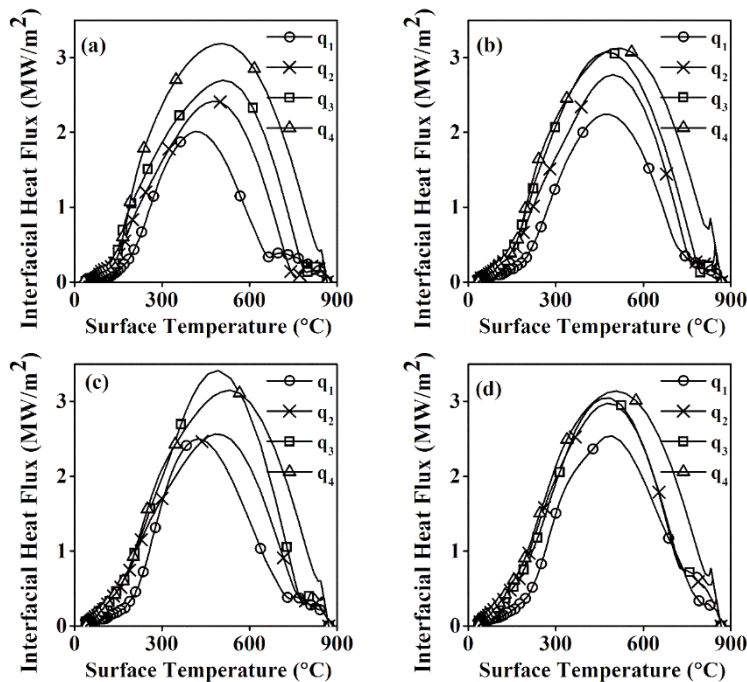 (a)
q1
q2
q3
q4
3
2
1
0
0 300 600 900
Interfacial Heat Flux (MW/m²)
Surface Temperature (°C)
(b)
q1
q2
q3
q4
3
2
1
0
0 300 600 900
Interfacial Heat Flux (MW/m²)
Surface Temperature (°C)
(c)
q1
q2
q3
q4
3
2
1
0
0 300 600 900
Interfacial Heat Flux (MW/m²)
Surface Temperature (°C)
(d)
q1
q2
q3
q4
3
2
1
0
0 300 600 900
Interfacial Heat Flux (MW/m²)
Surface Temperature (°C)